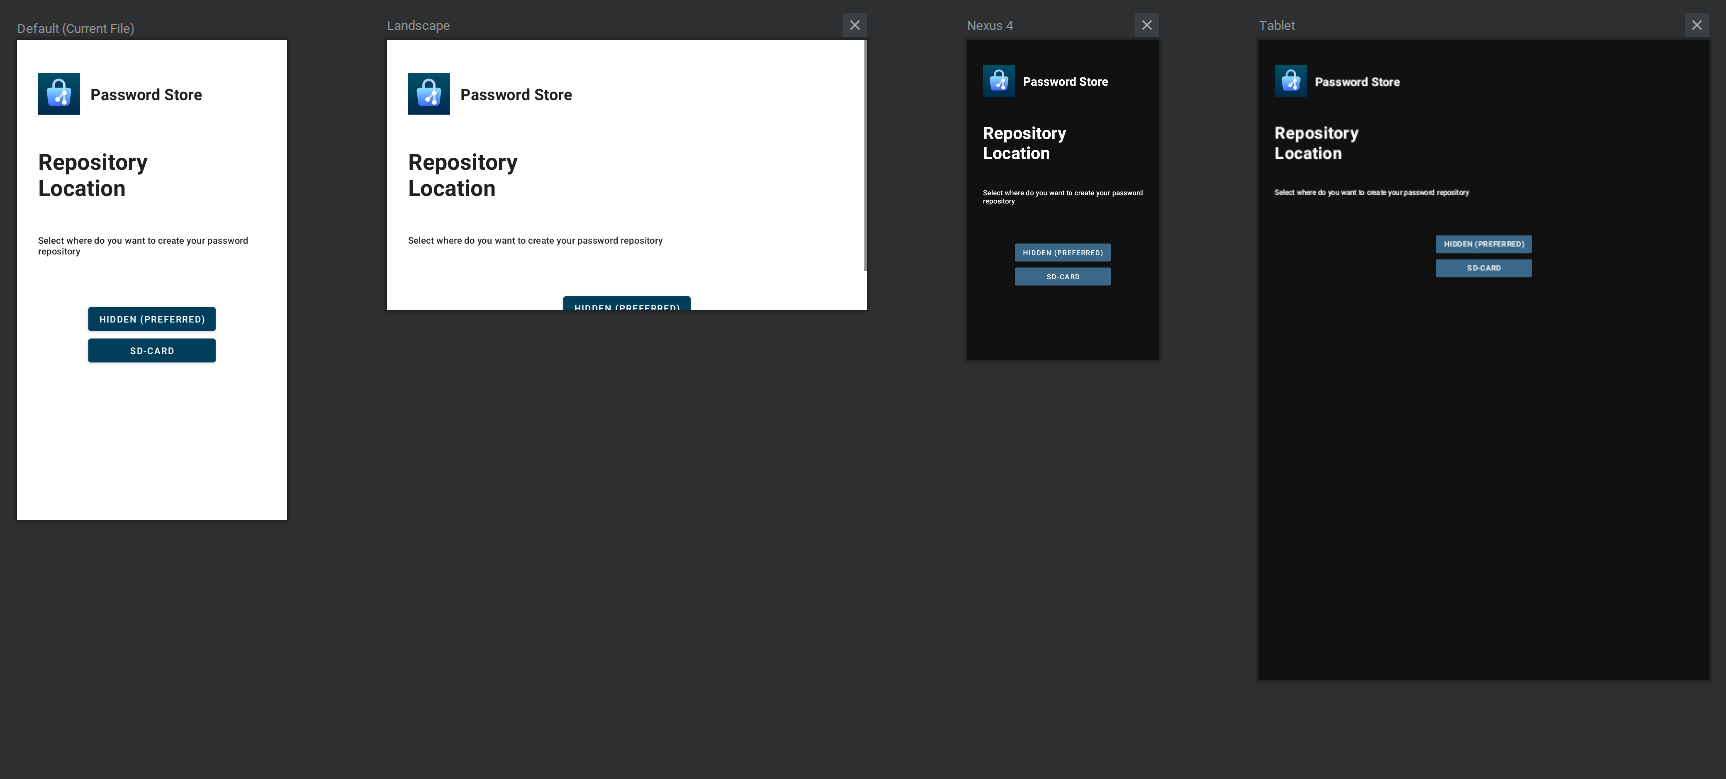 Default (Current File)
Password Store
Repository
Location
Select where do you want to create your password
repository
HIDDEN (PREFERRED)
SD-CARD
Landscape
Password Store
Repository
Location
Select where do you want to create your password repository
HIDDEN (PREFERRED)
Nexus 4
Password Store
Repository
Location
Select where do you want to create your password
repository
HIDDEN (PREFERRED)
SD-CARD
Tablet
Password Store
Repository
Location
Select where do you want to create your password repository
HIDDEN (PREFERRED)
SD-CARD